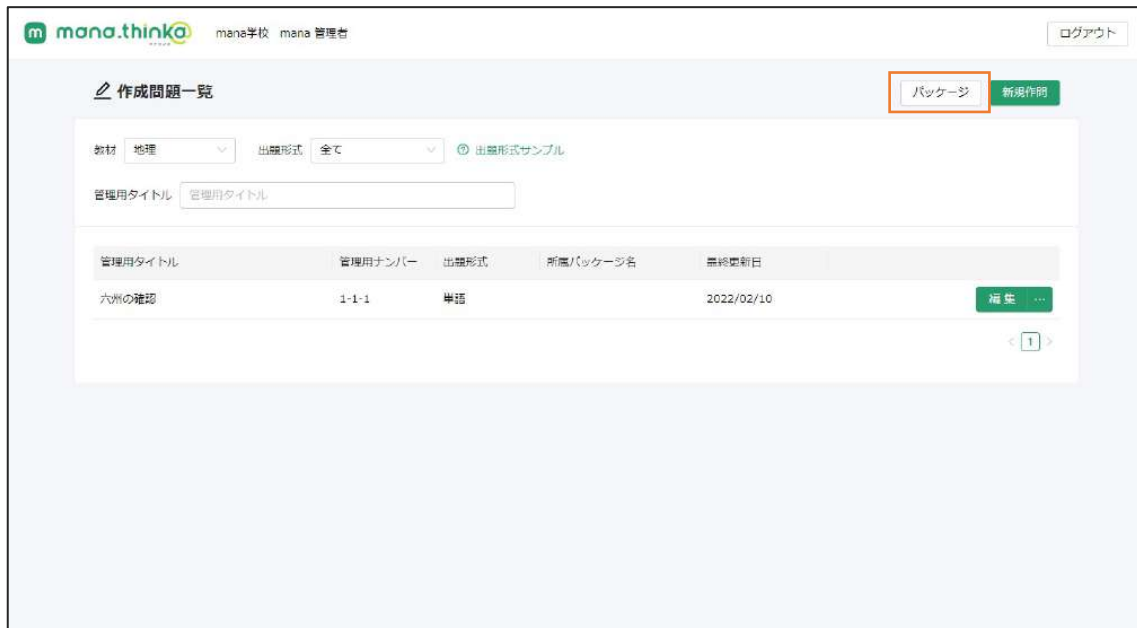 mana.thinka mana学校 mana 管理者 ログアウト
作成問題一覧 パッケージ 新規作問
教材 地理 出題形式 全て 出題形式サンプル
管理用タイトル 管理用タイトル
管理用タイトル 管理用ナンバー 出題形式 所属パッケージ名 最終更新日
六州の確認 1-1-1 単語 2022/02/10 編集 …
< 1 >